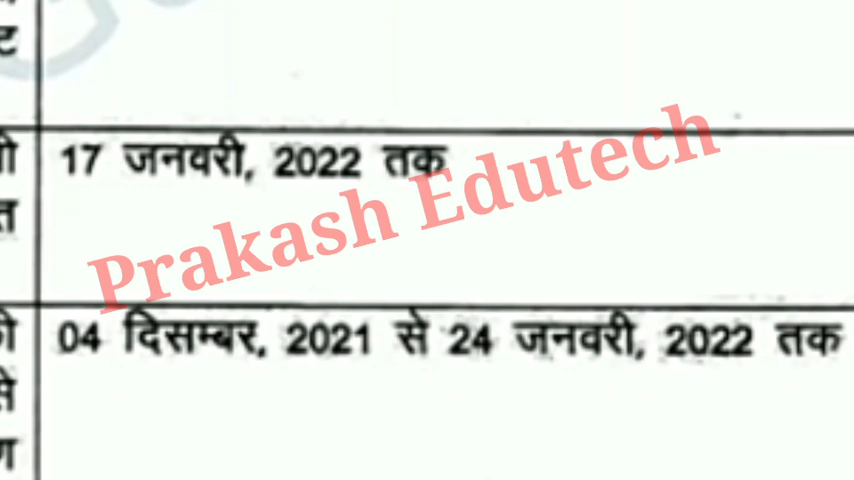 17 जनवरी, 2022 तक
Prakash Edutech
04 दिसम्बर, 2021 से 24 जनवरी, 2022 तक